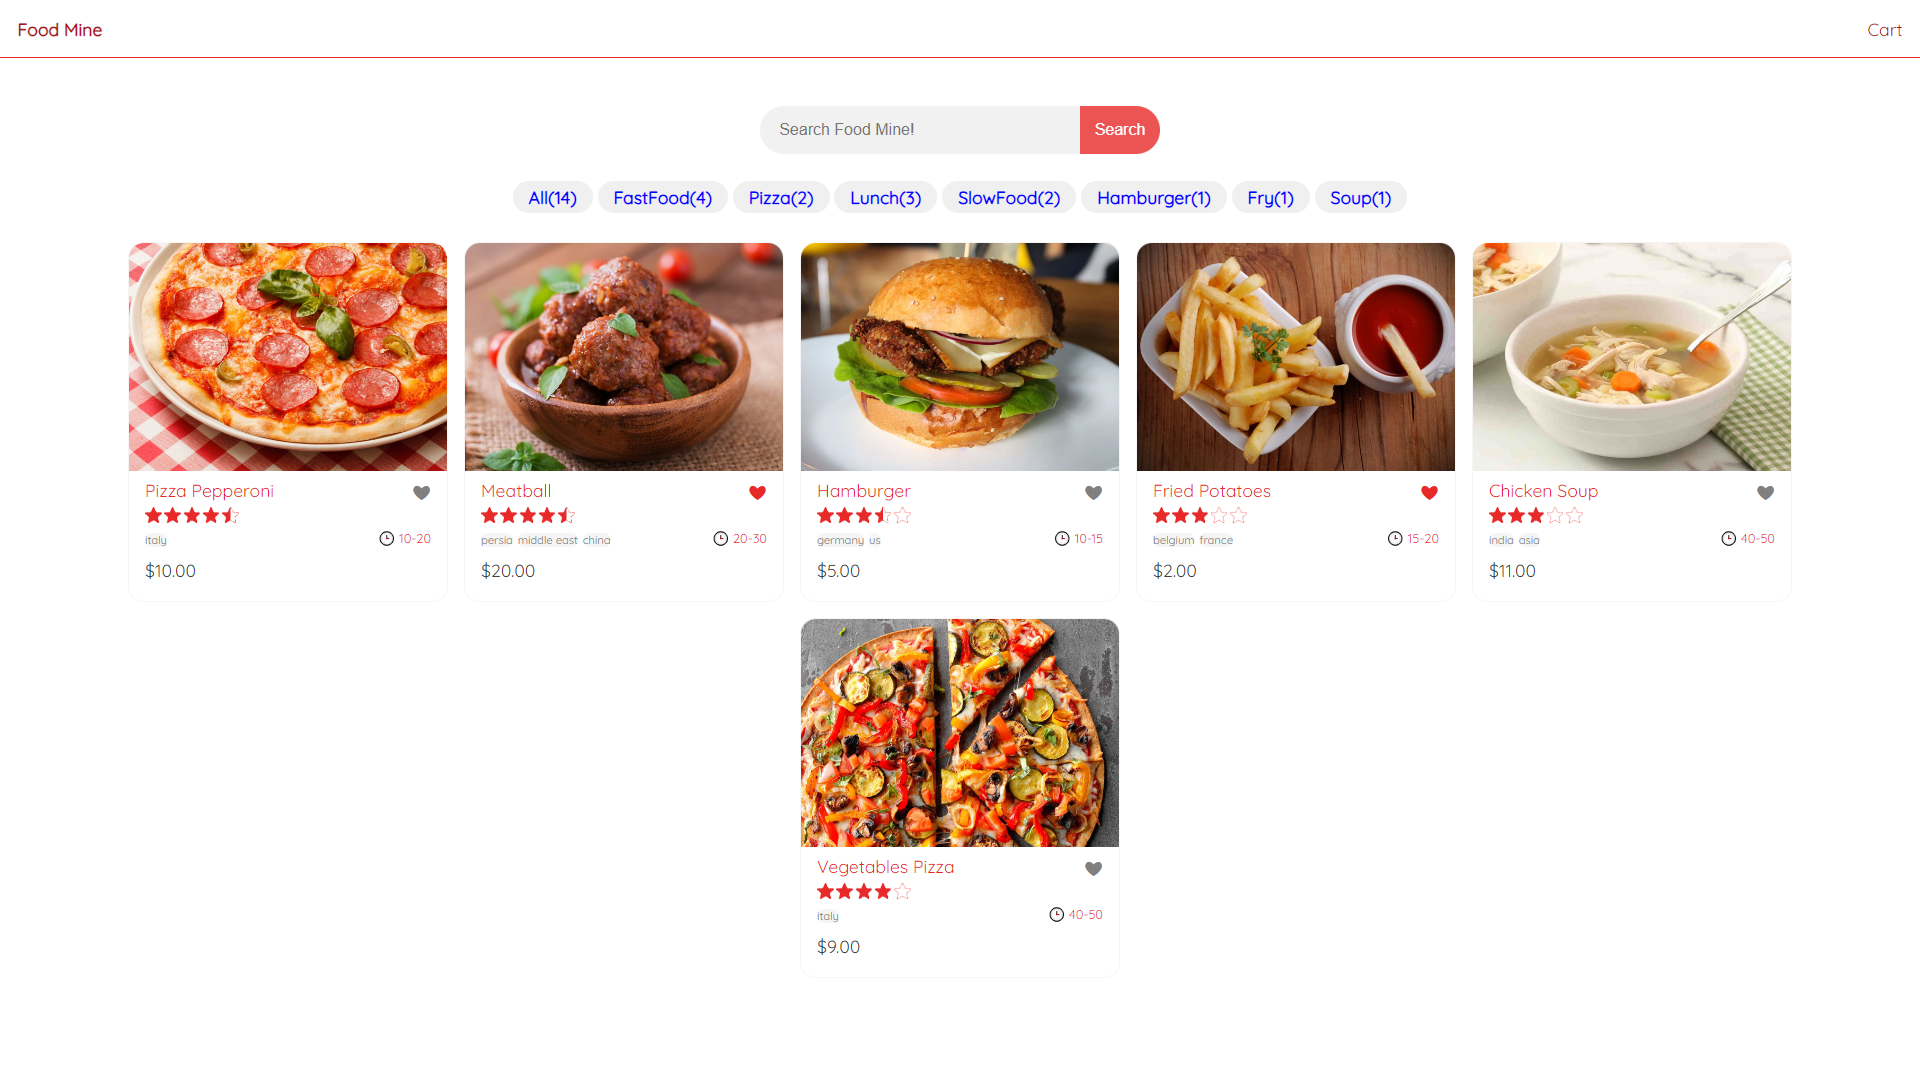 Food Mine
Cart
Search Food Mine!
Search
All(14)
FastFood(4)
Pizza(2)
Lunch(3)
SlowFood(2)
Hamburger(1)
Fry(1)
Soup(1)
Pizza Pepperoni
italy
10-20
$10.00
Meatball
persia middle east china
20-30
$20.00
Hamburger
germany us
10-15
$5.00
Fried Potatoes
belgium france
15-20
$2.00
Chicken Soup
india asia
40-50
$11.00
Vegetables Pizza
italy
40-50
$9.00